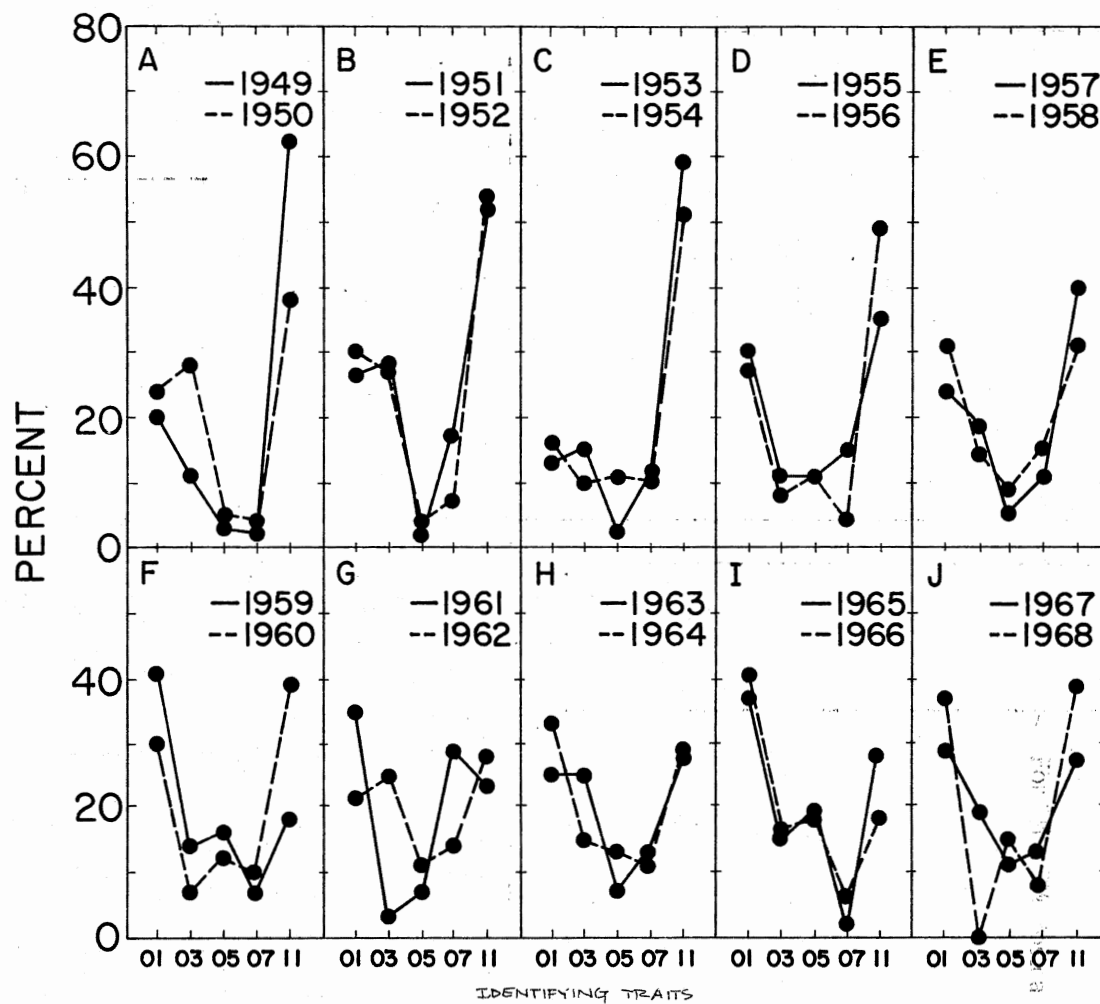 80
A B C D E
—1949 —1951 —1953 —1955 —1957
--1950 --1952 --1954 --1956 --1958
60
40
20
0
PERCENT
F G H I J
—1959 —1961 —1963 —1965 —1967
--1960 --1962 --1964 --1966 --1968
40
20
0
01 03 05 07 11 01 03 05 07 11 01 03 05 07 11 01 03 05 07 11 01 03 05 07 11
IDENTIFYING TRAITS